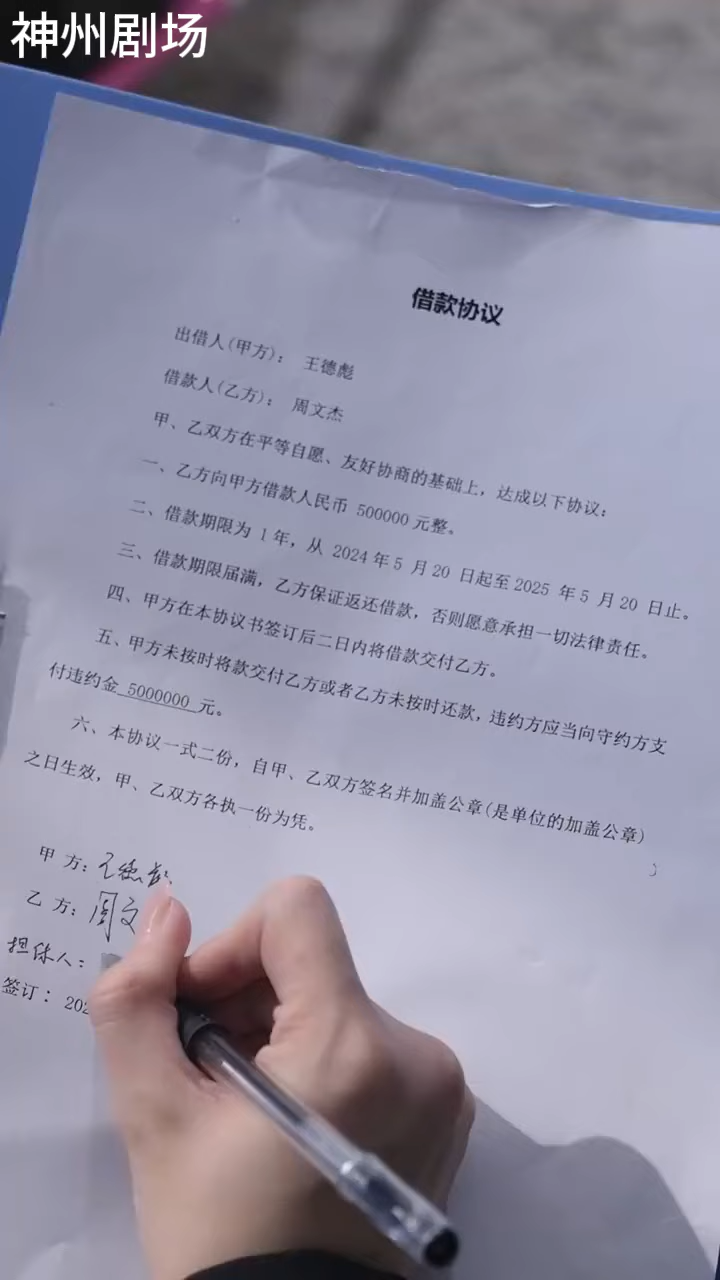 神州剧场
借款协议
出借人(甲方)： 王德彪
借款人(乙方)： 周文杰
甲、乙双方在平等自愿、友好协商的基础上，达成以下协议：
一、乙方向甲方借款人民币 500000 元整。
二、借款期限为 1 年，从 2024 年 5 月 20 日起至 2025 年 5 月 20 日止。
三、借款期限届满，乙方保证返还借款，否则愿意承担一切法律责任。
四、甲方在本协议书签订后二日内将借款交付乙方。
五、甲方未按时将款交付乙方或者乙方未按时还款，违约方应当向守约方支
付违约金 5000000 元。
六、本协议一式二份，自甲、乙双方签名并加盖公章(是单位的加盖公章)
之日生效，甲、乙双方各执一份为凭。
甲 方：王德彪
乙 方：周文
担保人：
签订：202